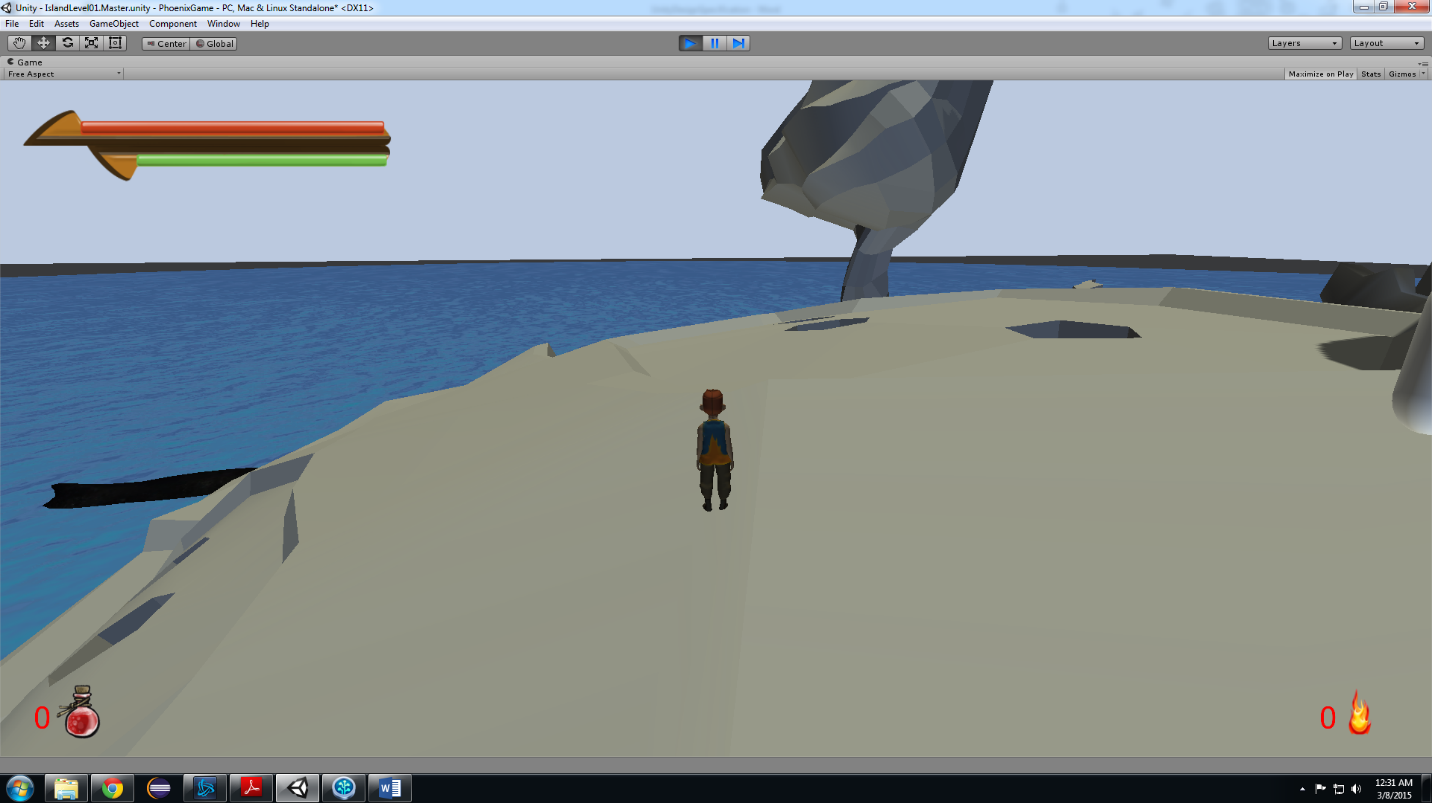 Unity - IslandLevel01.Master.unity - PhoenixGame - PC, Mac & Linux Standalone* <DX11>
File Edit Assets GameObject Component Window Help
Center Global Layers Layout
Game
Free Aspect Maximize on Play Stats Gizmos
0 0
W
12:31 AM
3/8/2015